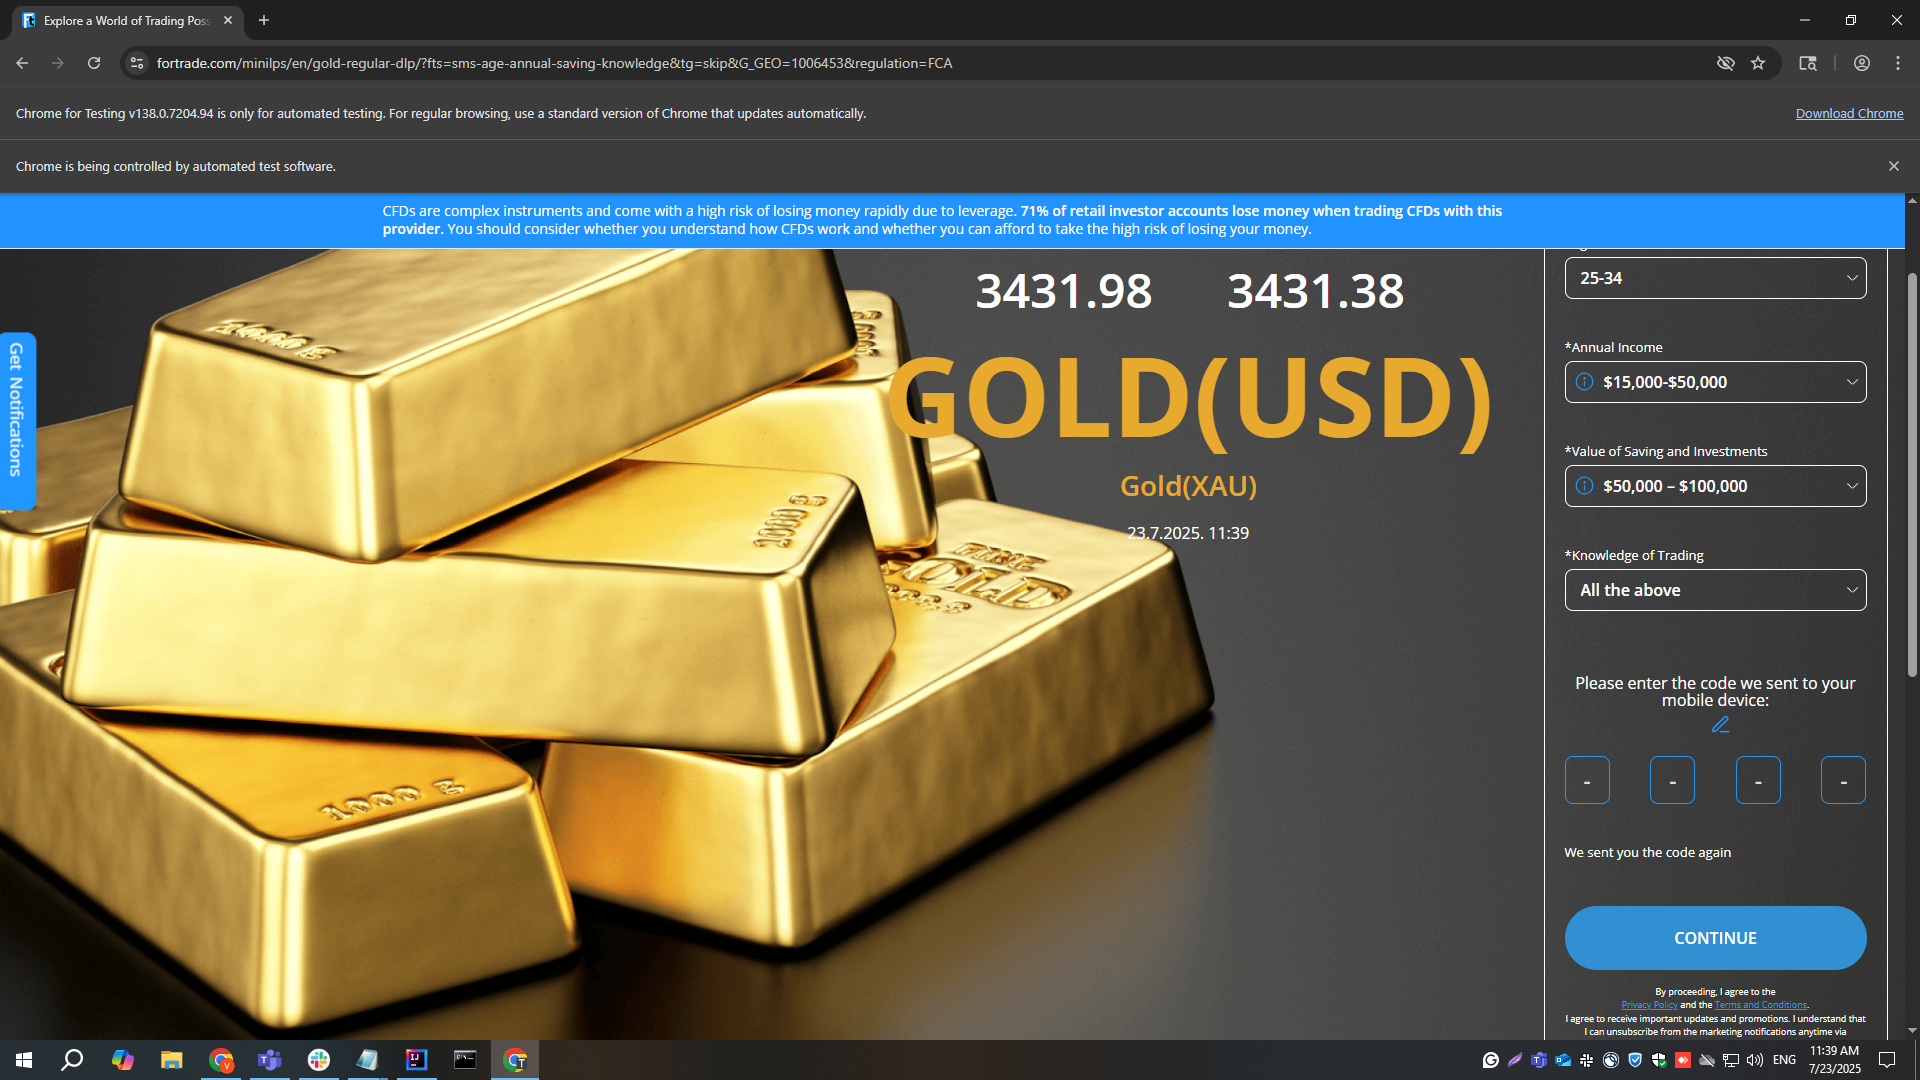 Explore a World of Trading Poss
fortrade.com/minilps/en/gold-regular-dlp/?fts=sms-age-annual-saving-knowledge&tg=skip&G_GEO=1006453&regulation=FCA
Chrome for Testing v138.0.7204.94 is only for automated testing. For regular browsing, use a standard version of Chrome that updates automatically.
Download Chrome
Chrome is being controlled by automated test software.
CFDs are complex instruments and come with a high risk of losing money rapidly due to leverage. 71% of retail investor accounts lose money when trading CFDs with this
provider. You should consider whether you understand how CFDs work and whether you can afford to take the high risk of losing your money.
3431.98 3431.38
GOLD(USD)
Gold(XAU)
23.7.2025. 11:39
Get Notifications
1000 g
1000 g
FINE
GOLD
1000 g
25-34
*Annual Income
$15,000-$50,000
*Value of Saving and Investments
$50,000 – $100,000
*Knowledge of Trading
All the above
Please enter the code we sent to your
mobile device:
- - - -
We sent you the code again
CONTINUE
By proceeding, I agree to the
Privacy Policy and the Terms and Conditions.
I agree to receive important updates and promotions. I understand that
I can unsubscribe from the marketing notifications anytime via
ENG
11:39 AM
7/23/2025